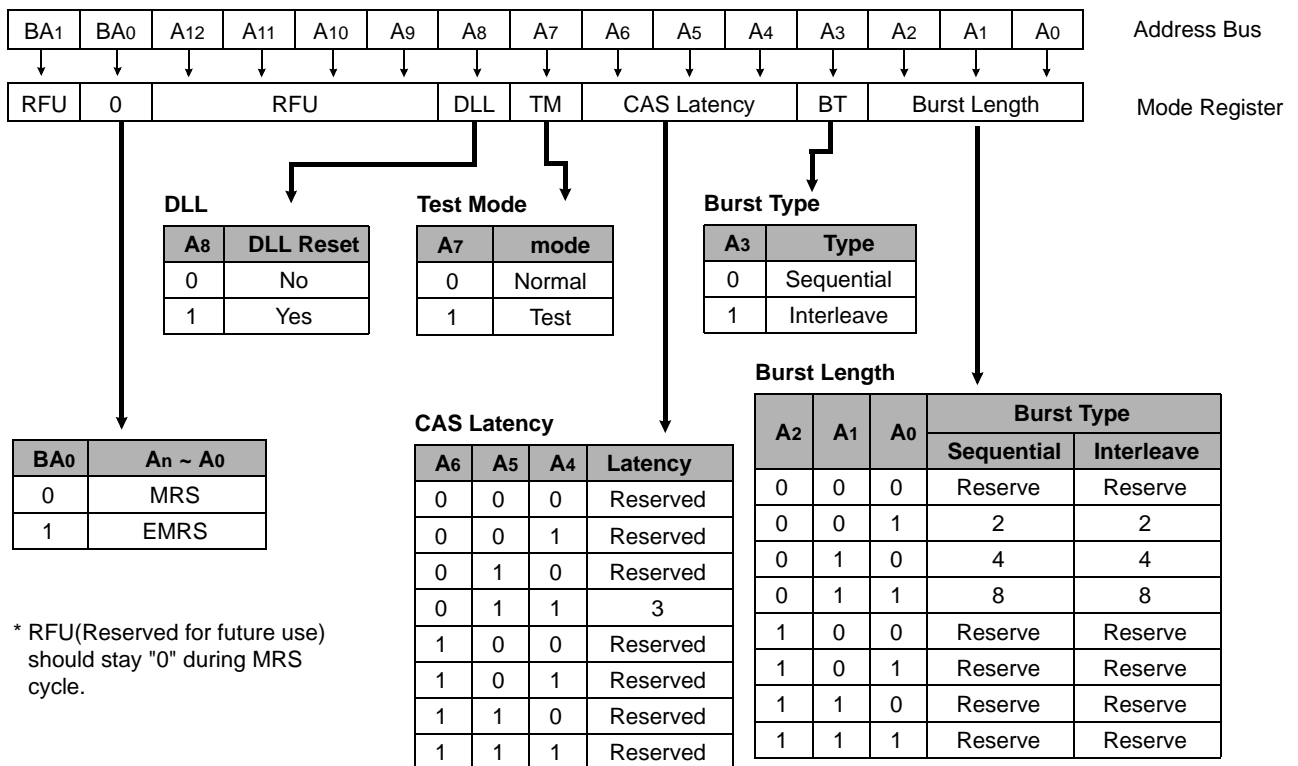 BA1 BA0 A12 A11 A10 A9 A8 A7 A6 A5 A4 A3 A2 A1 A0 Address Bus
RFU 0 RFU DLL TM CAS Latency BT Burst Length Mode Register
DLL
A8 DLL Reset
0 No
1 Yes
Test Mode
A7 mode
0 Normal
1 Test
Burst Type
A3 Type
0 Sequential
1 Interleave
BA0 An ~ A0
0 MRS
1 EMRS
* RFU(Reserved for future use)
should stay "0" during MRS
cycle.
CAS Latency
A6 A5 A4 Latency
0 0 0 Reserved
0 0 1 Reserved
0 1 0 Reserved
0 1 1 3
1 0 0 Reserved
1 0 1 Reserved
1 1 0 Reserved
1 1 1 Reserved
Burst Length
A2 A1 A0 Burst Type
Sequential Interleave
0 0 0 Reserve Reserve
0 0 1 2 2
0 1 0 4 4
0 1 1 8 8
1 0 0 Reserve Reserve
1 0 1 Reserve Reserve
1 1 0 Reserve Reserve
1 1 1 Reserve Reserve